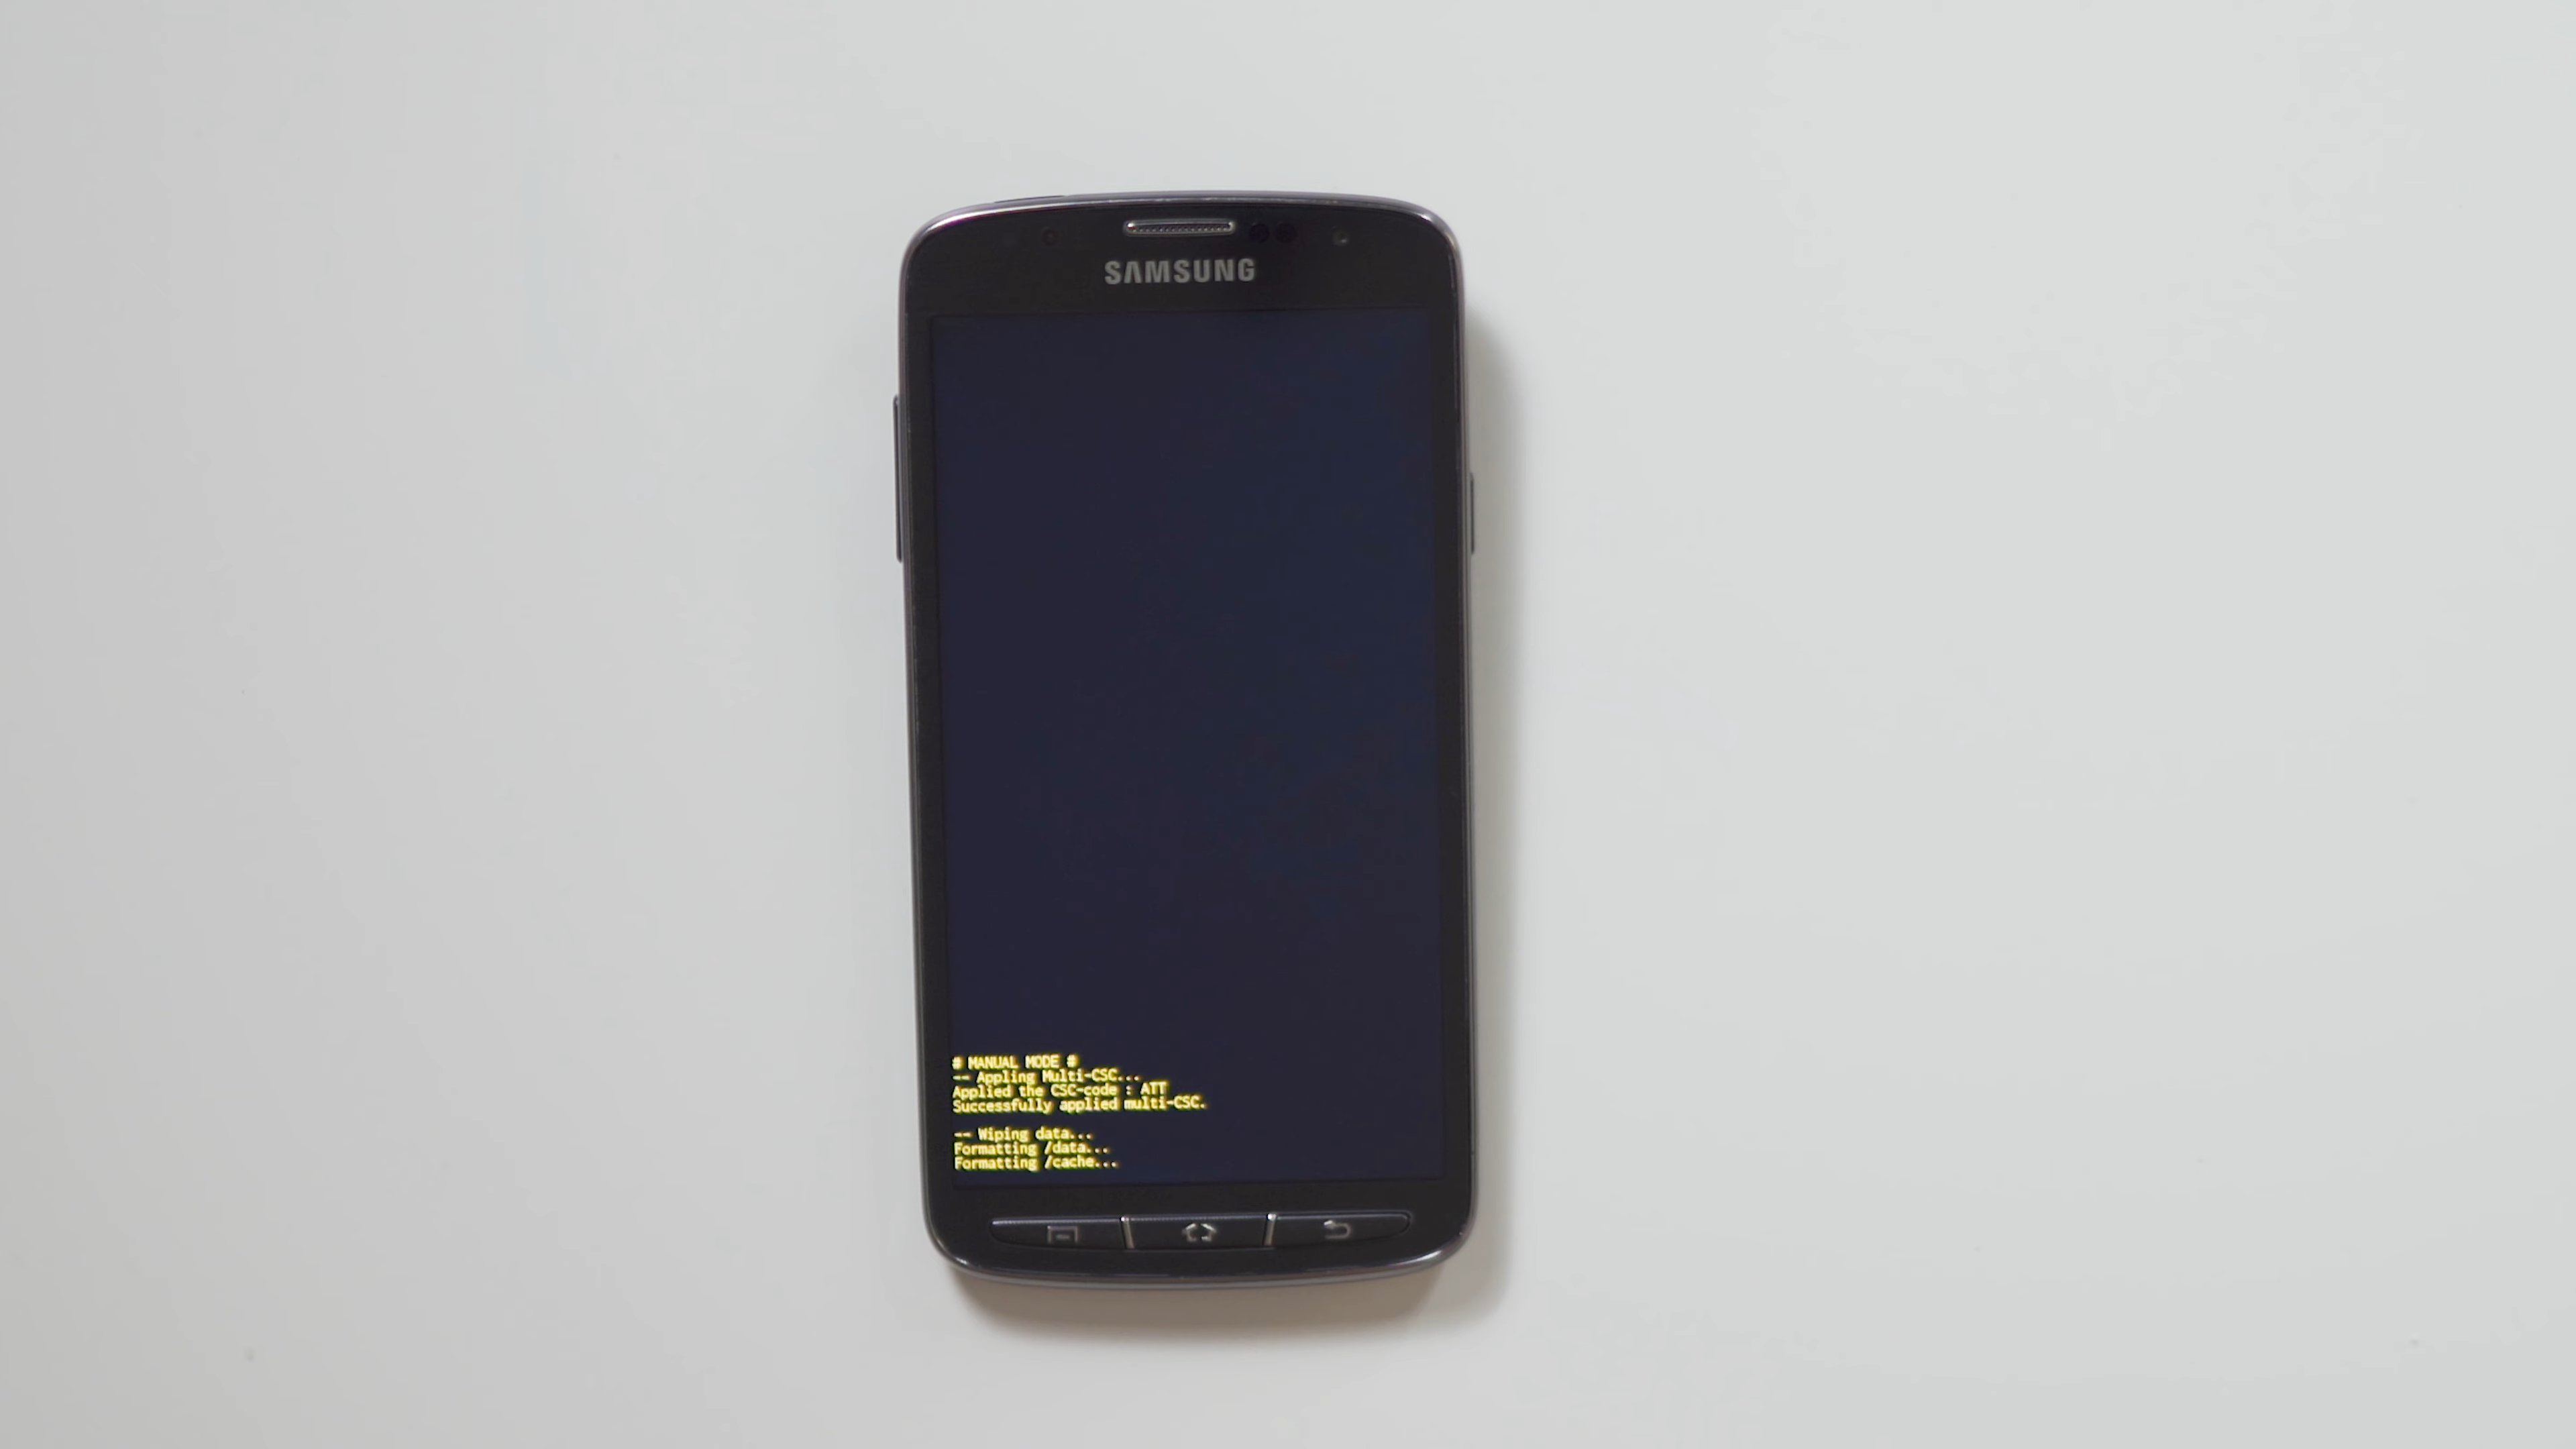 SAMSUNG
# MANUAL MODE #
-- Appling Multi-CSC...
Applied the CSC-code : ATT
Successfully applied multi-CSC.
-- Wiping data...
Formatting /data...
Formatting /cache...